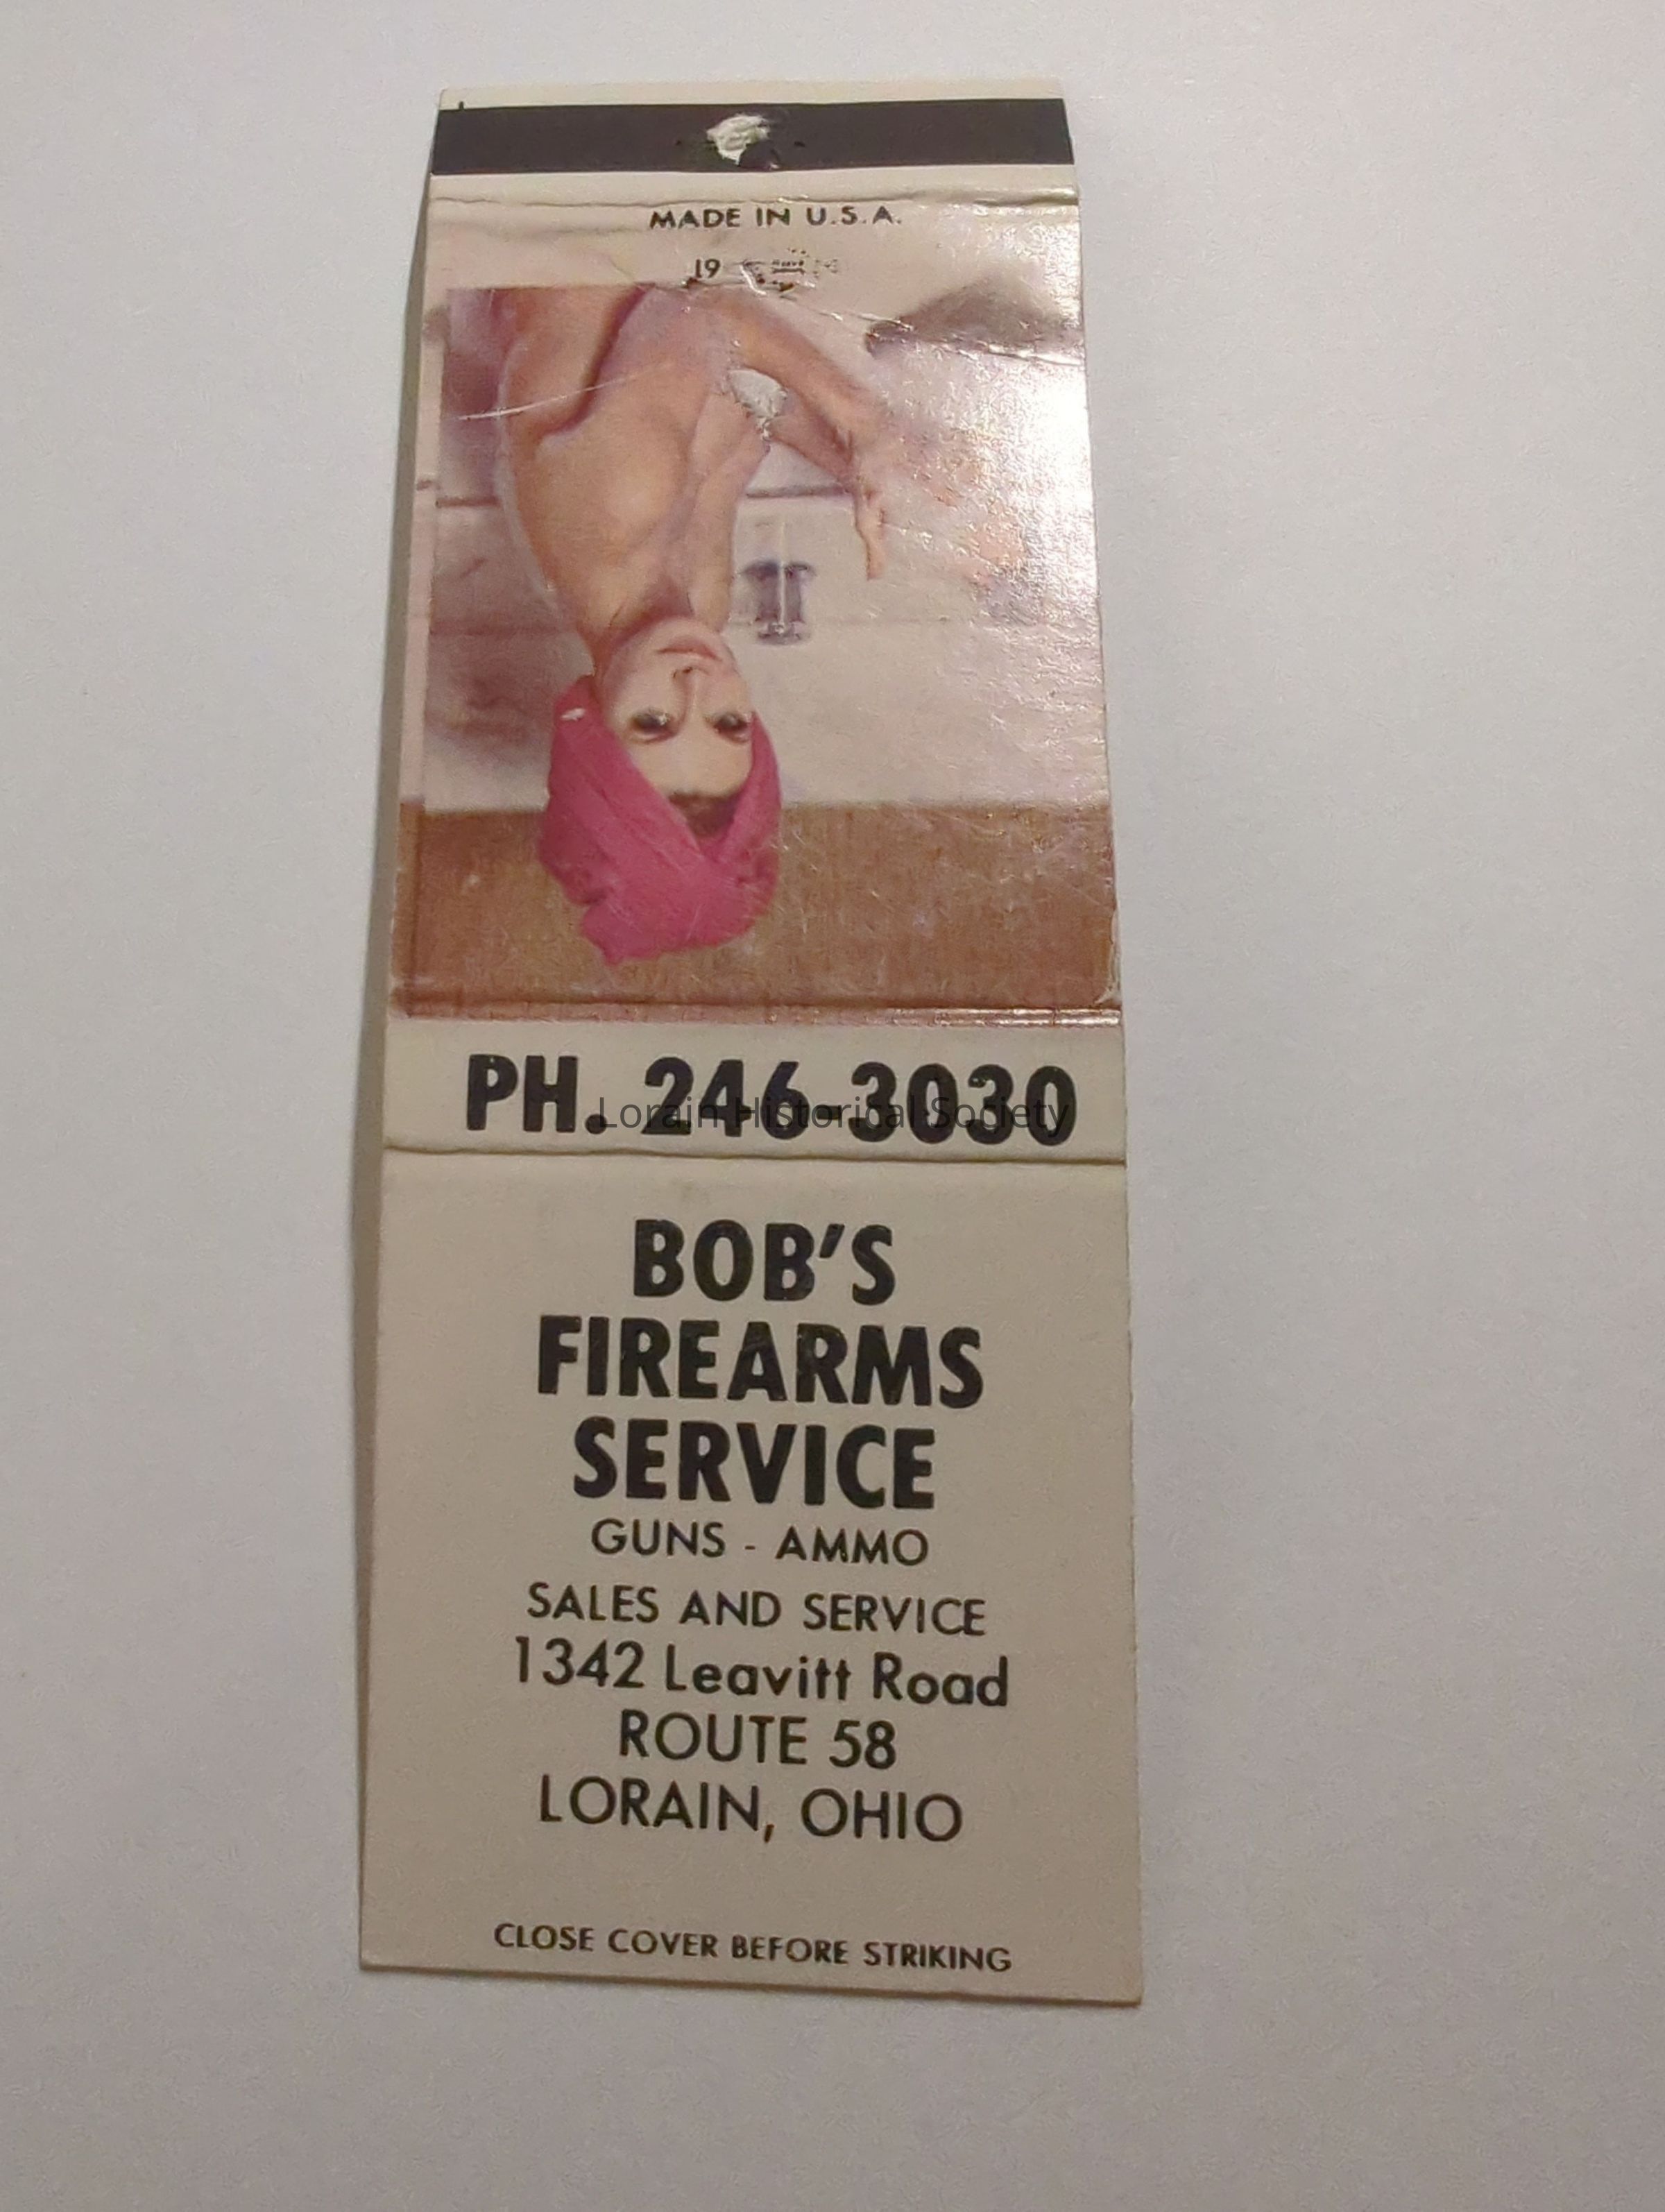 MADE IN U.S.A.
19
PH. 246-3030
Lorain Historical Society
BOB'S
FIREARMS
SERVICE
GUNS - AMMO
SALES AND SERVICE
1342 Leavitt Road
ROUTE 58
LORAIN, OHIO
CLOSE COVER BEFORE STRIKING